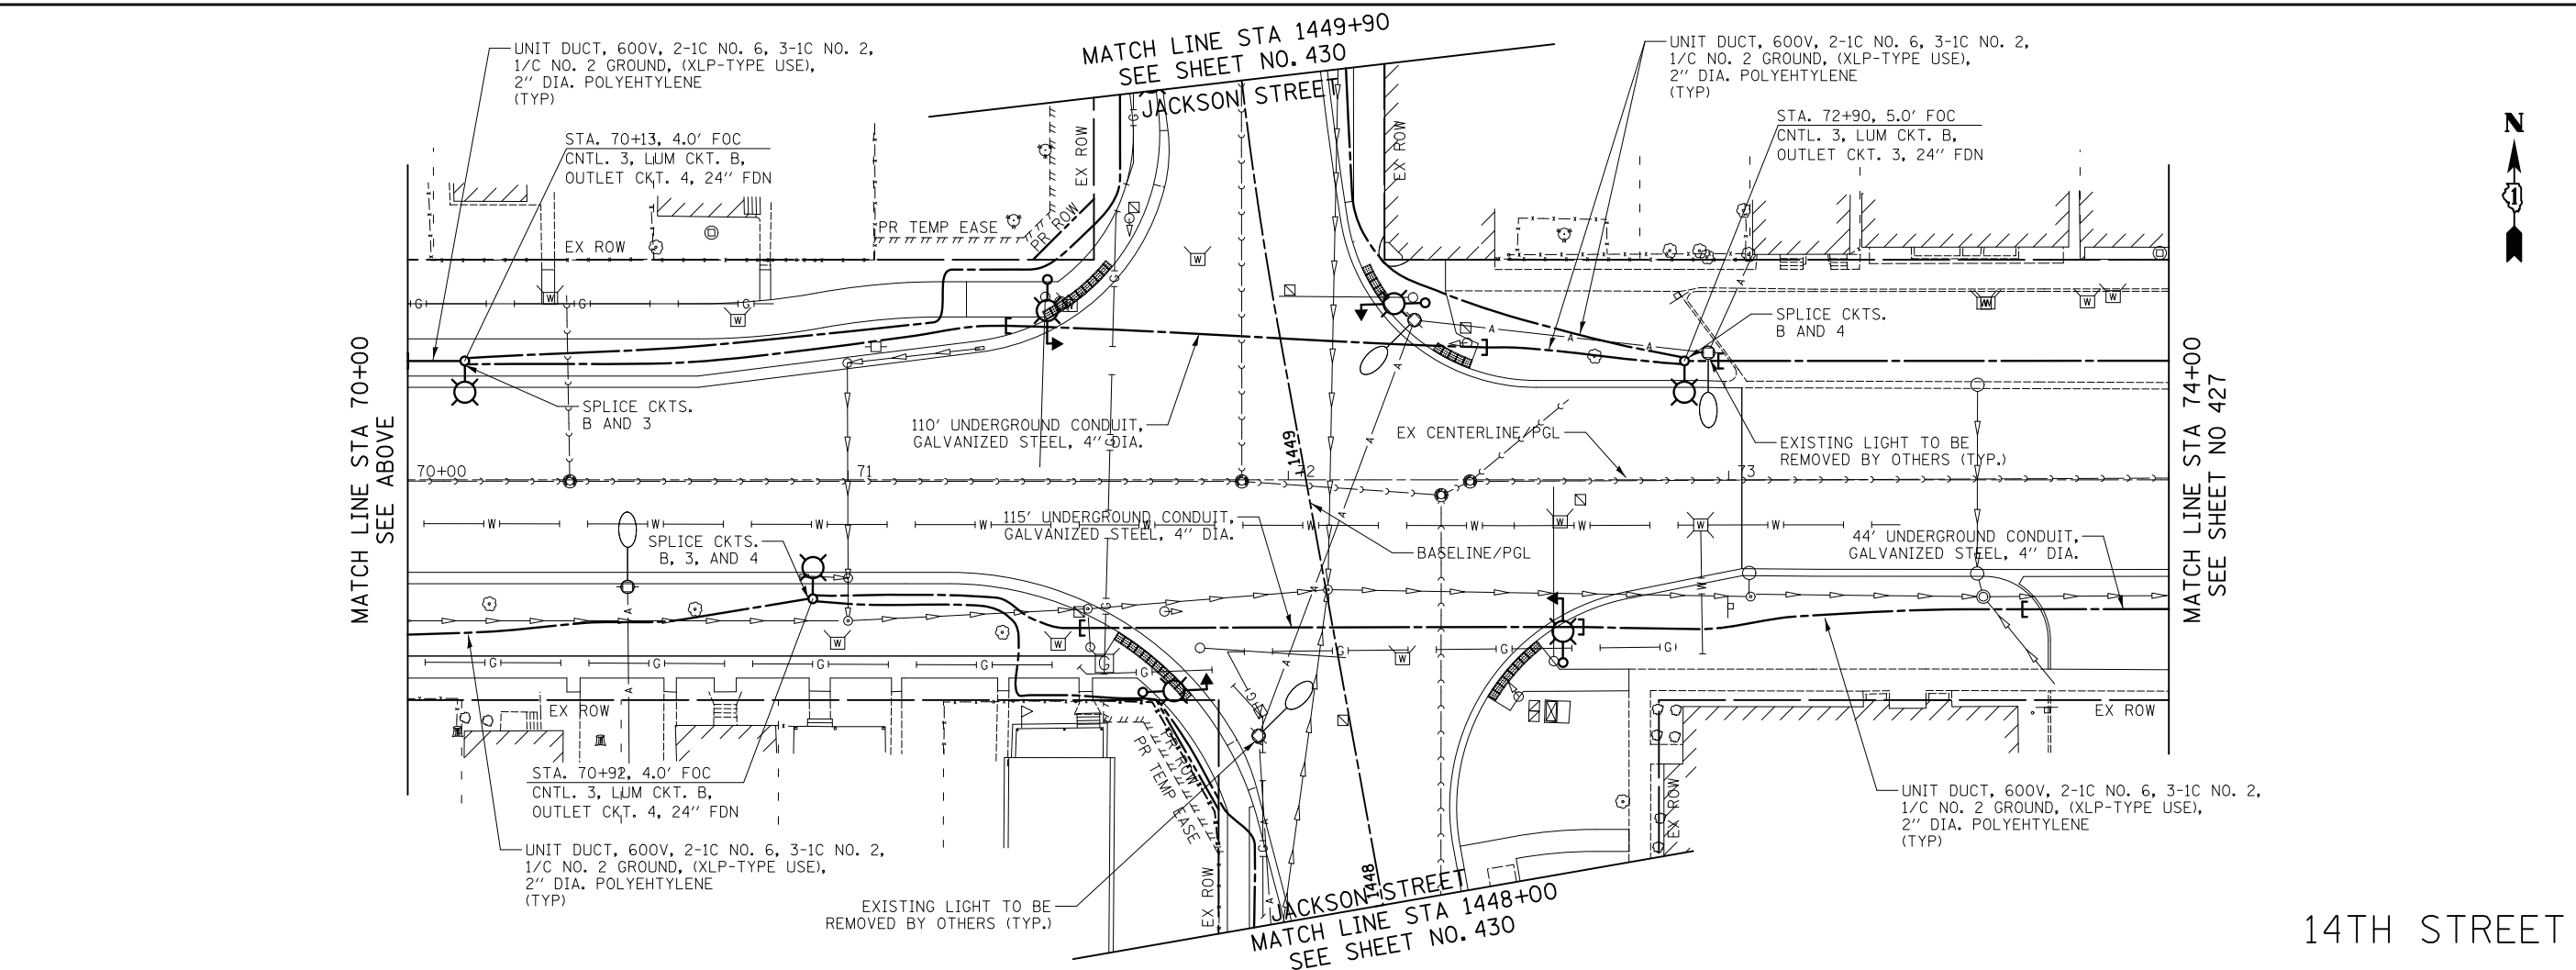 MATCH LINE STA 1449+90
SEE SHEET NO. 430
JACKSON STREET
UNIT DUCT, 600V, 2-1C NO. 6, 3-1C NO. 2,
1/C NO. 2 GROUND, (XLP-TYPE USE),
2'' DIA. POLYEHTYLENE
(TYP)
STA. 70+13, 4.0' FOC
CNTL. 3, LUM CKT. B,
OUTLET CKT. 4, 24'' FDN
UNIT DUCT, 600V, 2-1C NO. 6, 3-1C NO. 2,
1/C NO. 2 GROUND, (XLP-TYPE USE),
2'' DIA. POLYEHTYLENE
(TYP)
STA. 72+90, 5.0' FOC
CNTL. 3, LUM CKT. B,
OUTLET CKT. 3, 24'' FDN
N
EX ROW
EX ROW
EX ROW
PR TEMP EASE
PR ROW
SPLICE CKTS.
B AND 4
MATCH LINE STA 70+00
SEE ABOVE
MATCH LINE STA 74+00
SEE SHEET NO 427
SPLICE CKTS.
B AND 3
110' UNDERGROUND CONDUIT,
GALVANIZED STEEL, 4'' DIA.
EX CENTERLINE/PGL
EXISTING LIGHT TO BE
REMOVED BY OTHERS (TYP.)
1449
70+00
71
72
73
SPLICE CKTS.
B, 3, AND 4
115' UNDERGROUND CONDUIT,
GALVANIZED STEEL, 4'' DIA.
BASELINE/PGL
44' UNDERGROUND CONDUIT,
GALVANIZED STEEL, 4'' DIA.
EX ROW
EX ROW
PR ROW
PR TEMP EASE
STA. 70+92, 4.0' FOC
CNTL. 3, LUM CKT. B,
OUTLET CKT. 4, 24'' FDN
UNIT DUCT, 600V, 2-1C NO. 6, 3-1C NO. 2,
1/C NO. 2 GROUND, (XLP-TYPE USE),
2'' DIA. POLYEHTYLENE
(TYP)
EX ROW
EX ROW
UNIT DUCT, 600V, 2-1C NO. 6, 3-1C NO. 2,
1/C NO. 2 GROUND, (XLP-TYPE USE),
2'' DIA. POLYEHTYLENE
(TYP)
EXISTING LIGHT TO BE
REMOVED BY OTHERS (TYP.)
1448
JACKSON STREET
MATCH LINE STA 1448+00
SEE SHEET NO. 430
14TH STREET